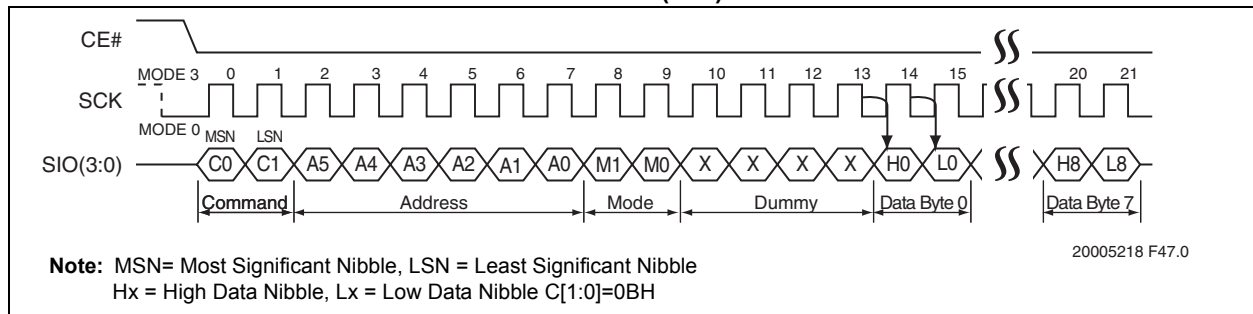 CE#
MODE 3 0 1 2 3 4 5 6 7 8 9 10 11 12 13 14 15 20 21
SCK
MODE 0
MSN LSN
SIO(3:0) C0 C1 A5 A4 A3 A2 A1 A0 M1 M0 X X X X H0 L0 H8 L8
Command Address Mode Dummy Data Byte 0 Data Byte 7
20005218 F47.0
Note: MSN= Most Significant Nibble, LSN = Least Significant Nibble
Hx = High Data Nibble, Lx = Low Data Nibble C[1:0]=0BH